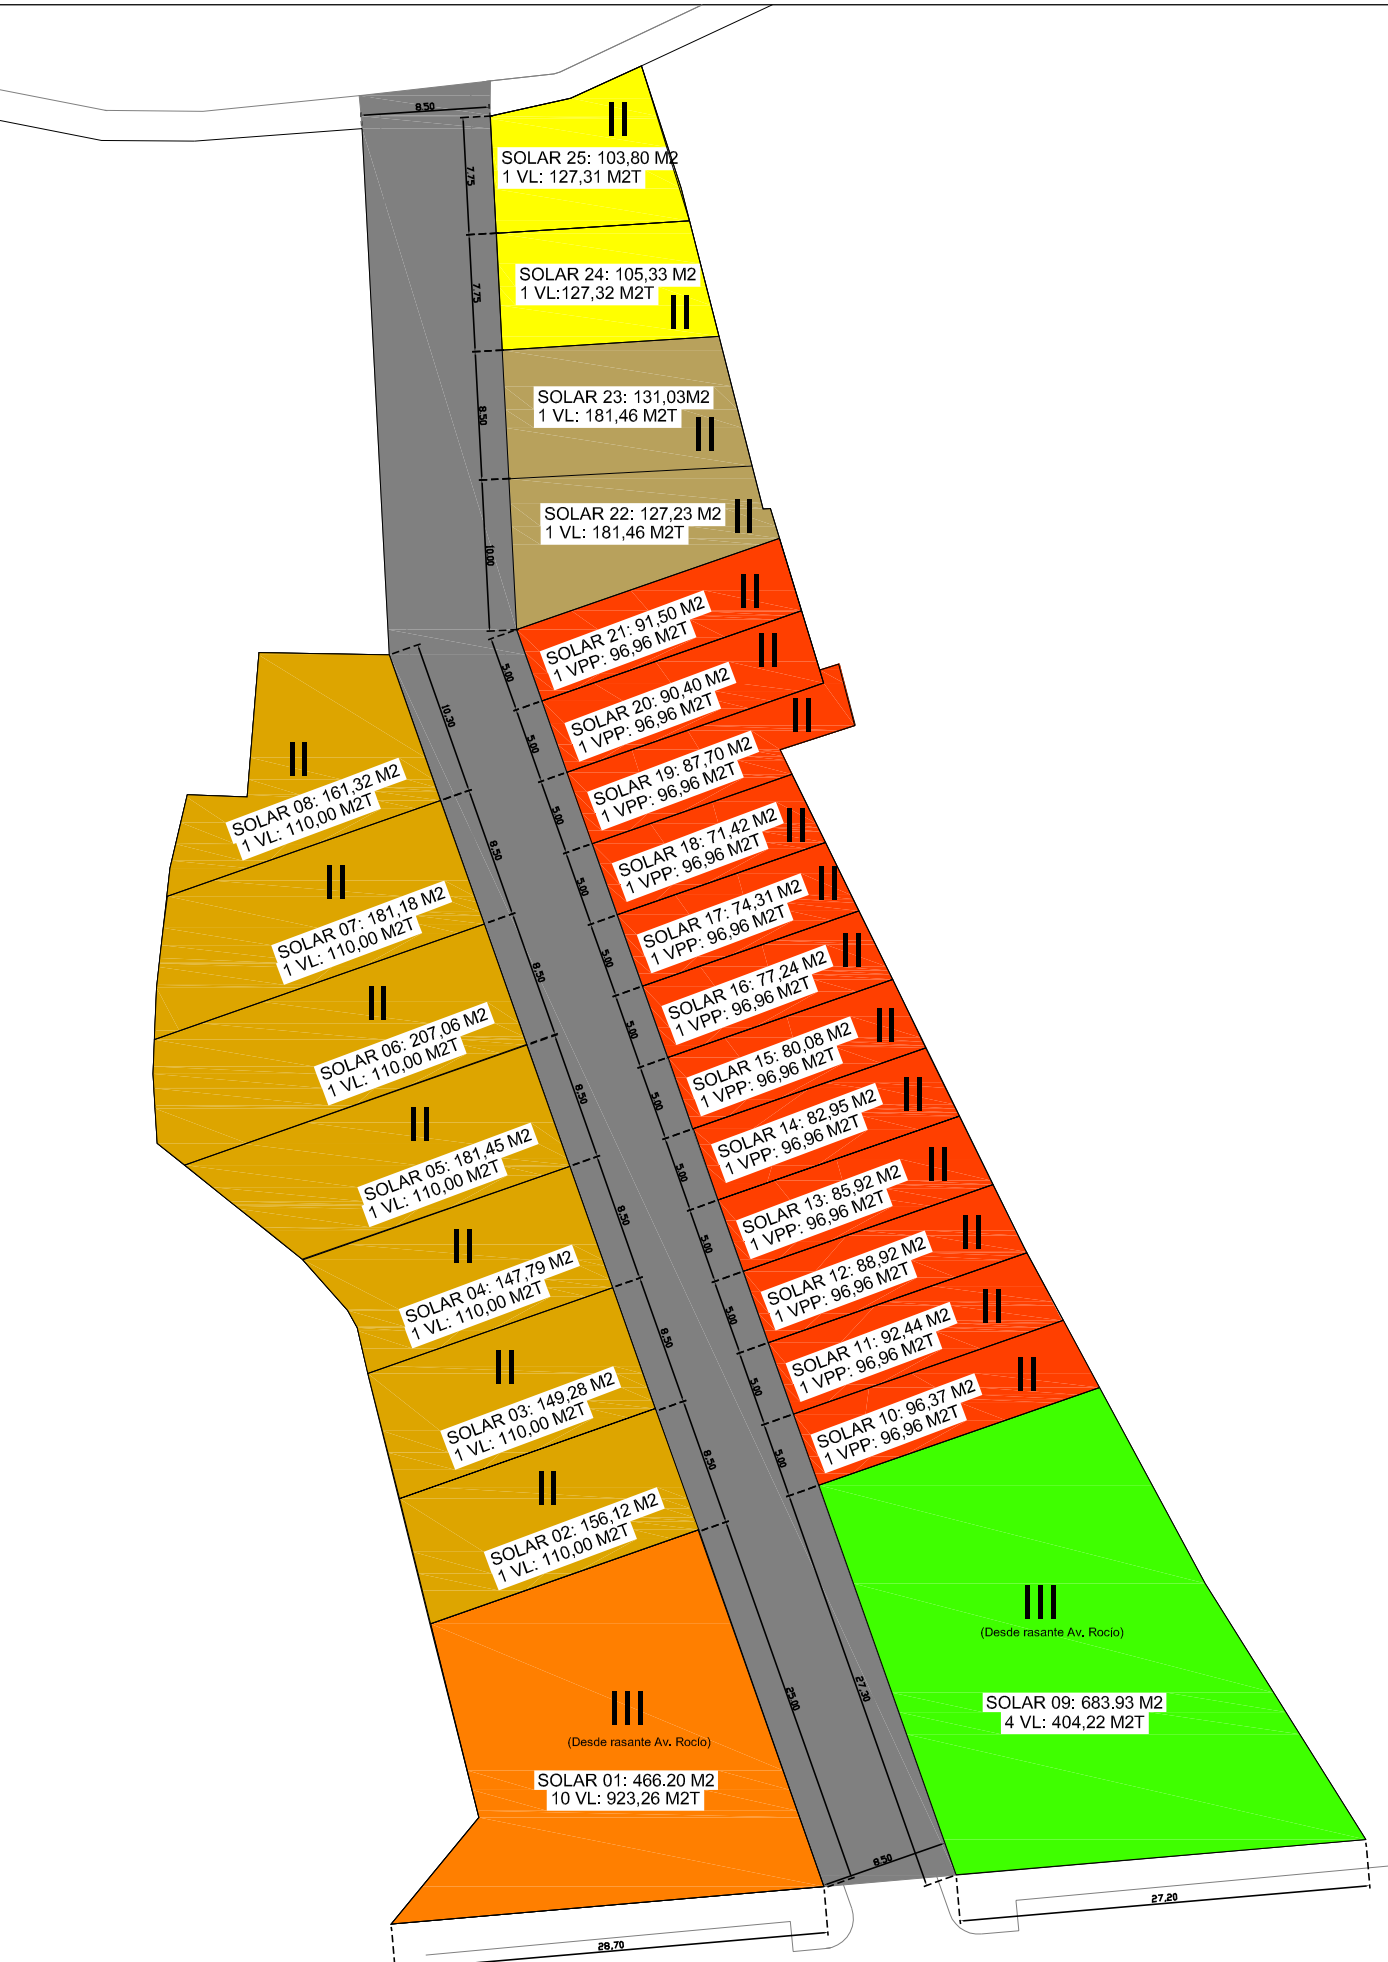 8.50
II
SOLAR 25: 103,80 M2
1 VL: 127,31 M2T
7.75
SOLAR 24: 105,33 M2
1 VL:127,32 M2T
II
7.75
SOLAR 23: 131,03M2
1 VL: 181,46 M2T
II
8.50
SOLAR 22: 127,23 M2
1 VL: 181,46 M2T
II
10.00
II
SOLAR 21: 91,50 M2
1 VPP: 96,96 M2T
5.00
II
SOLAR 20: 90,40 M2
1 VPP: 96,96 M2T
5.00
II
SOLAR 19: 87,70 M2
1 VPP: 96,96 M2T
5.00
II
SOLAR 18: 71,42 M2
1 VPP: 96,96 M2T
5.00
II
SOLAR 17: 74,31 M2
1 VPP: 96,96 M2T
5.00
II
SOLAR 16: 77,24 M2
1 VPP: 96,96 M2T
5.00
II
SOLAR 15: 80,08 M2
1 VPP: 96,96 M2T
5.00
II
SOLAR 14: 82,95 M2
1 VPP: 96,96 M2T
5.00
II
SOLAR 13: 85,92 M2
1 VPP: 96,96 M2T
5.00
II
SOLAR 12: 88,92 M2
1 VPP: 96,96 M2T
5.00
II
SOLAR 11: 92,44 M2
1 VPP: 96,96 M2T
5.00
II
SOLAR 10: 96,37 M2
1 VPP: 96,96 M2T
5.00
II
SOLAR 08: 161,32 M2
1 VL: 110,00 M2T
10.30
II
SOLAR 07: 181,18 M2
1 VL: 110,00 M2T
8.50
II
SOLAR 06: 207,06 M2
1 VL: 110,00 M2T
8.50
II
SOLAR 05: 181,45 M2
1 VL: 110,00 M2T
8.50
II
SOLAR 04: 147,79 M2
1 VL: 110,00 M2T
8.50
II
SOLAR 03: 149,28 M2
1 VL: 110,00 M2T
8.50
II
SOLAR 02: 156,12 M2
1 VL: 110,00 M2T
8.50
III
(Desde rasante Av. Rocío)
SOLAR 09: 683.93 M2
4 VL: 404,22 M2T
27.30
III
(Desde rasante Av. Rocío)
SOLAR 01: 466.20 M2
10 VL: 923,26 M2T
25.00
8.50
27.20
28.70